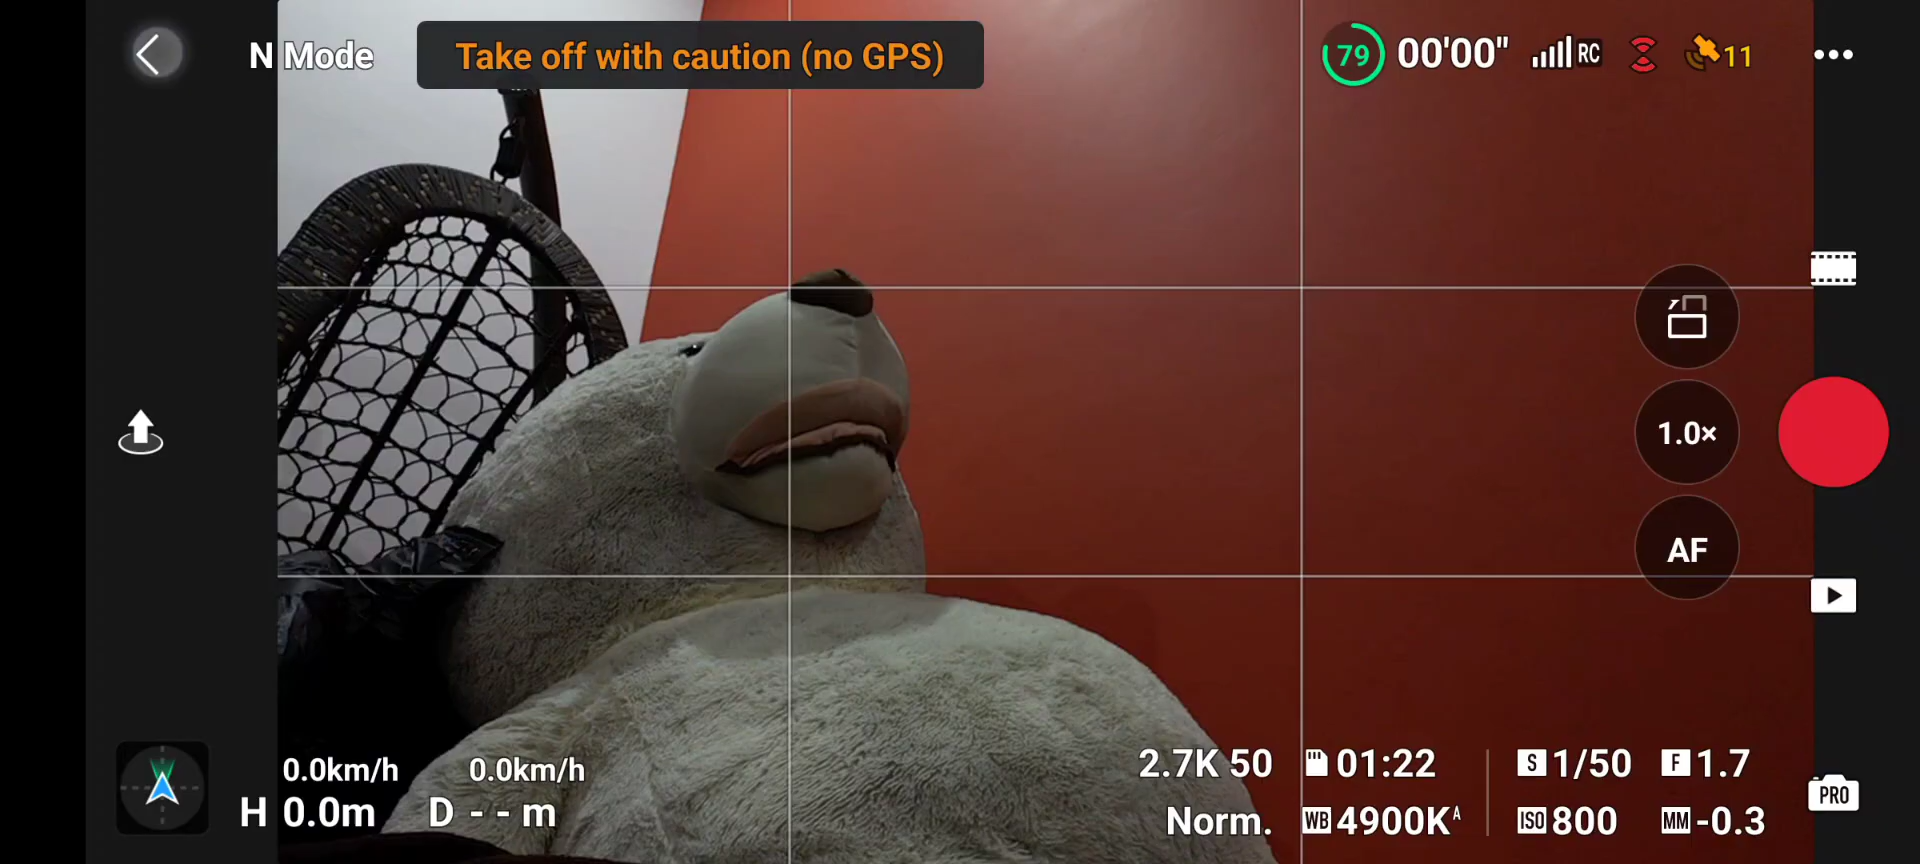 N Mode
Take off with caution (no GPS)
79
00'00"
RC
11
1.0×
AF
0.0km/h
0.0km/h
H 0.0m
D - - m
2.7K 50
01:22
S 1/50
F 1.7
Norm.
WB 4900K A
ISO 800
MM -0.3
PRO